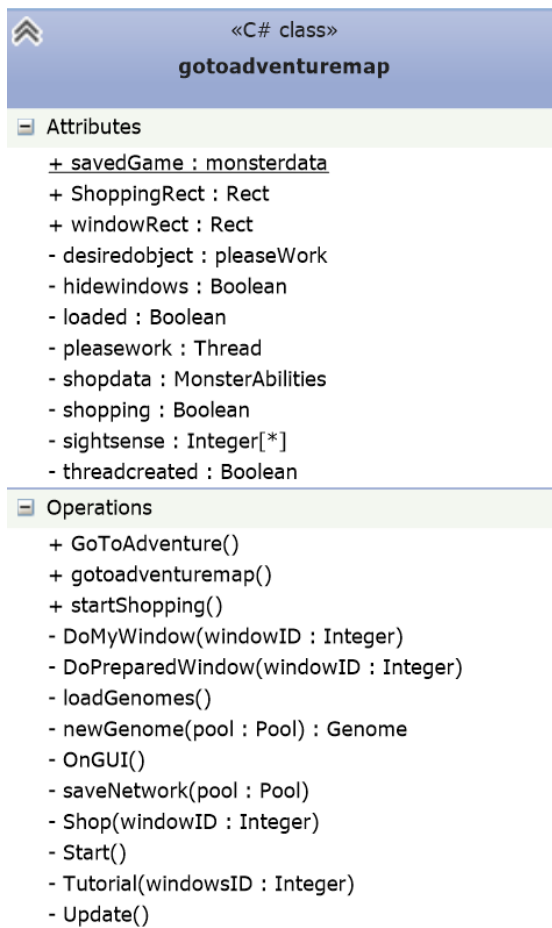 «C# class»
gotoadventuremap
Attributes
+ savedGame : monsterdata
+ ShoppingRect : Rect
+ windowRect : Rect
- desiredobject : pleaseWork
- hidewindows : Boolean
- loaded : Boolean
- pleasework : Thread
- shopdata : MonsterAbilities
- shopping : Boolean
- sightsense : Integer[*]
- threadcreated : Boolean
Operations
+ GoToAdventure()
+ gotoadventuremap()
+ startShopping()
- DoMyWindow(windowID : Integer)
- DoPreparedWindow(windowID : Integer)
- loadGenomes()
- newGenome(pool : Pool) : Genome
- OnGUI()
- saveNetwork(pool : Pool)
- Shop(windowID : Integer)
- Start()
- Tutorial(windowsID : Integer)
- Update()